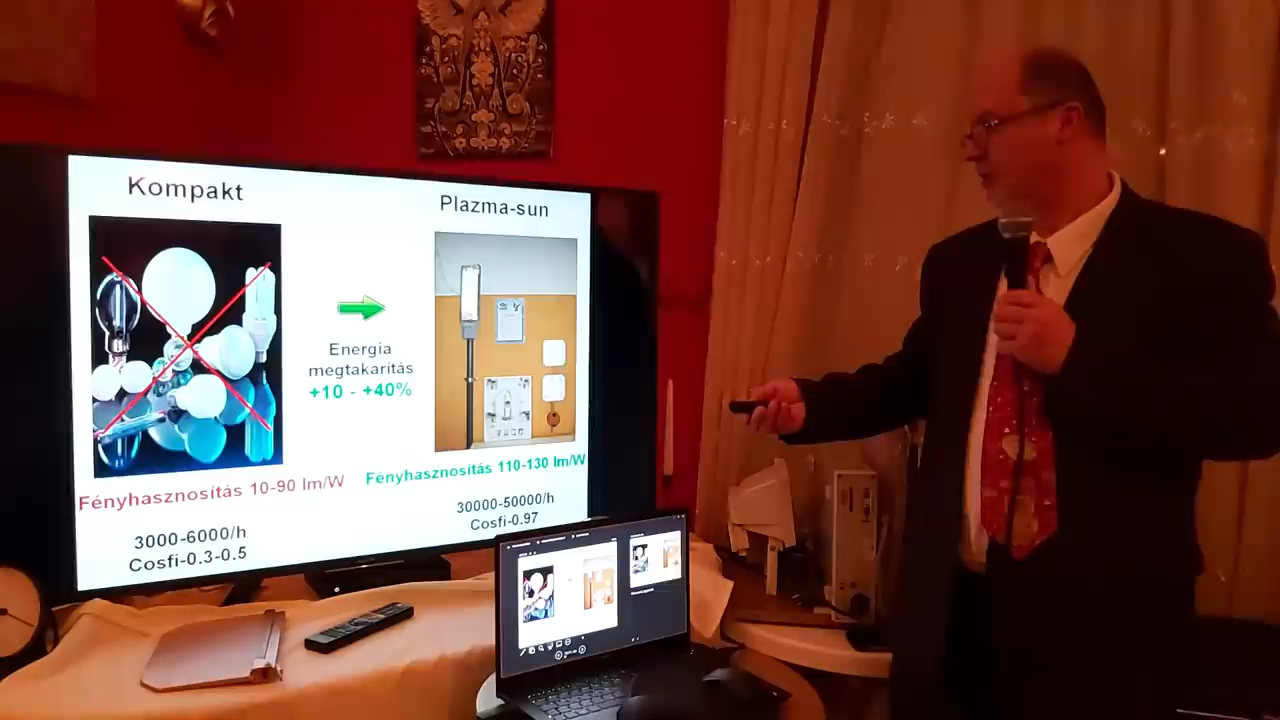 Kompakt
Plazma-sun
Energia
megtakarítás
+10 - +40%
Fényhasznosítás 10-90 lm/W
Fényhasznosítás 110-130 lm/W
3000-6000/h
Cosfi-0.3-0.5
30000-50000/h
Cosfi-0.97